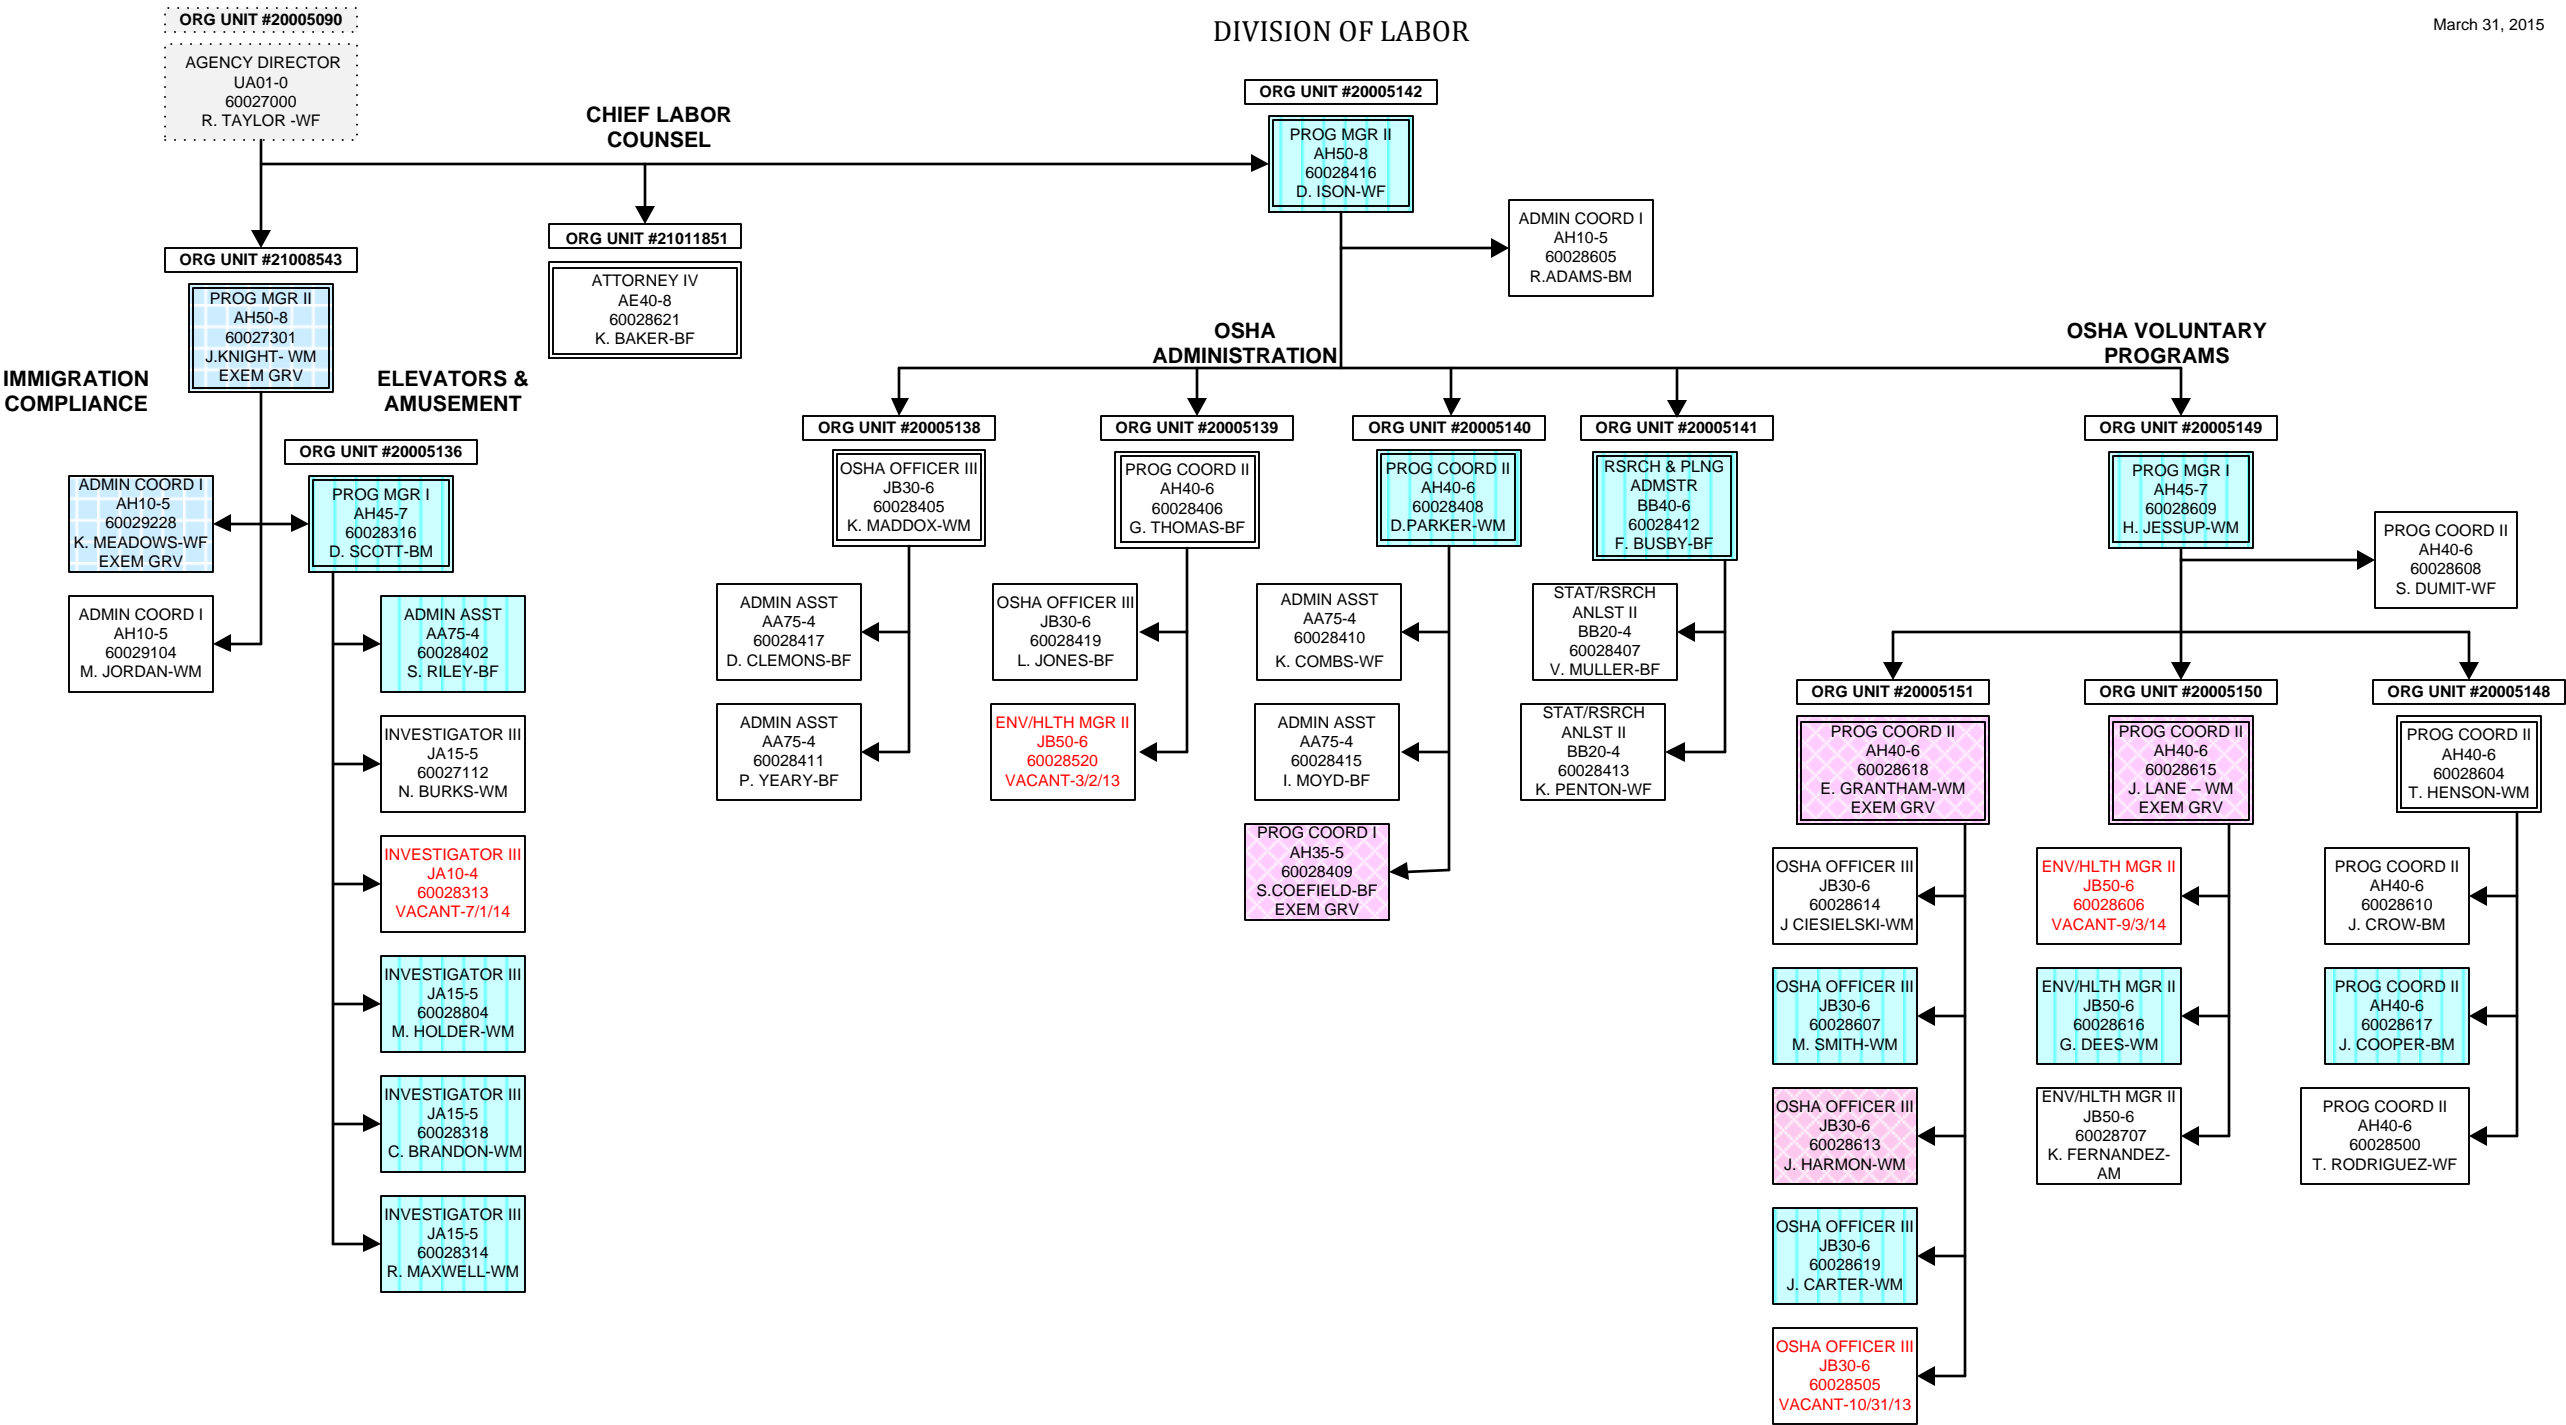 ORG UNIT #20005090
AGENCY DIRECTOR
UA01-0
60027000
R. TAYLOR -WF
DIVISION OF LABOR
March 31, 2015
CHIEF LABOR
COUNSEL
ORG UNIT #20005142
PROG MGR II
AH50-8
60028416
D. ISON-WF
ADMIN COORD I
AH10-5
60028605
R.ADAMS-BM
ORG UNIT #21011851
ATTORNEY IV
AE40-8
60028621
K. BAKER-BF
ORG UNIT #21008543
PROG MGR II
AH50-8
60027301
J.KNIGHT- WM
EXEM GRV
IMMIGRATION
COMPLIANCE
ELEVATORS &
AMUSEMENT
ADMIN COORD I
AH10-5
60029228
K. MEADOWS-WF
EXEM GRV
ADMIN COORD I
AH10-5
60029104
M. JORDAN-WM
ORG UNIT #20005136
PROG MGR I
AH45-7
60028316
D. SCOTT-BM
ADMIN ASST
AA75-4
60028402
S. RILEY-BF
INVESTIGATOR III
JA15-5
60027112
N. BURKS-WM
INVESTIGATOR III
JA10-4
60028313
VACANT-7/1/14
INVESTIGATOR III
JA15-5
60028804
M. HOLDER-WM
INVESTIGATOR III
JA15-5
60028318
C. BRANDON-WM
INVESTIGATOR III
JA15-5
60028314
R. MAXWELL-WM
OSHA
ADMINISTRATION
ORG UNIT #20005138
OSHA OFFICER III
JB30-6
60028405
K. MADDOX-WM
ADMIN ASST
AA75-4
60028417
D. CLEMONS-BF
ADMIN ASST
AA75-4
60028411
P. YEARY-BF
ORG UNIT #20005139
PROG COORD II
AH40-6
60028406
G. THOMAS-BF
OSHA OFFICER III
JB30-6
60028419
L. JONES-BF
ENV/HLTH MGR II
JB50-6
60028520
VACANT-3/2/13
ORG UNIT #20005140
PROG COORD II
AH40-6
60028408
D.PARKER-WM
ADMIN ASST
AA75-4
60028410
K. COMBS-WF
ADMIN ASST
AA75-4
60028415
I. MOYD-BF
PROG COORD I
AH35-5
60028409
S.COEFIELD-BF
EXEM GRV
ORG UNIT #20005141
RSRCH & PLNG
ADMSTR
BB40-6
60028412
F. BUSBY-BF
STAT/RSRCH
ANLST II
BB20-4
60028407
V. MULLER-BF
STAT/RSRCH
ANLST II
BB20-4
60028413
K. PENTON-WF
OSHA VOLUNTARY
PROGRAMS
ORG UNIT #20005149
PROG MGR I
AH45-7
60028609
H. JESSUP-WM
PROG COORD II
AH40-6
60028608
S. DUMIT-WF
ORG UNIT #20005151
PROG COORD II
AH40-6
60028618
E. GRANTHAM-WM
EXEM GRV
OSHA OFFICER III
JB30-6
60028614
J CIESIELSKI-WM
OSHA OFFICER III
JB30-6
60028607
M. SMITH-WM
OSHA OFFICER III
JB30-6
60028613
J. HARMON-WM
OSHA OFFICER III
JB30-6
60028619
J. CARTER-WM
OSHA OFFICER III
JB30-6
60028505
VACANT-10/31/13
ORG UNIT #20005150
PROG COORD II
AH40-6
60028615
J. LANE – WM
EXEM GRV
ENV/HLTH MGR II
JB50-6
60028606
VACANT-9/3/14
ENV/HLTH MGR II
JB50-6
60028616
G. DEES-WM
ENV/HLTH MGR II
JB50-6
60028707
K. FERNANDEZ-
AM
ORG UNIT #20005148
PROG COORD II
AH40-6
60028604
T. HENSON-WM
PROG COORD II
AH40-6
60028610
J. CROW-BM
PROG COORD II
AH40-6
60028617
J. COOPER-BM
PROG COORD II
AH40-6
60028500
T. RODRIGUEZ-WF